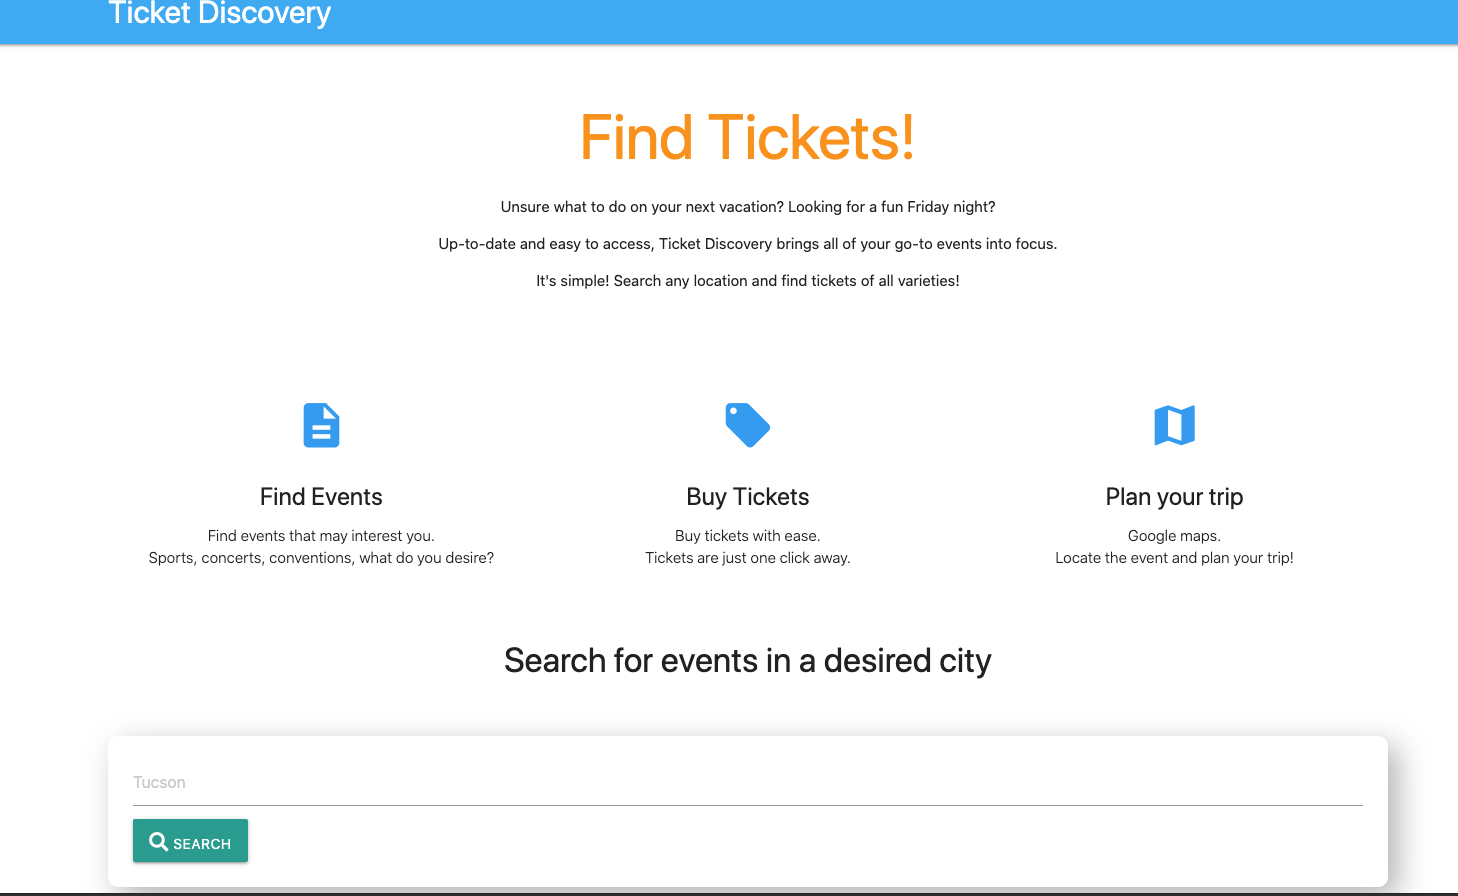 Ticket Discovery
Find Tickets!
Unsure what to do on your next vacation? Looking for a fun Friday night?
Up-to-date and easy to access, Ticket Discovery brings all of your go-to events into focus.
It's simple! Search any location and find tickets of all varieties!
Find Events
Find events that may interest you.
Sports, concerts, conventions, what do you desire?
Buy Tickets
Buy tickets with ease.
Tickets are just one click away.
Plan your trip
Google maps.
Locate the event and plan your trip!
Search for events in a desired city
Tucson
SEARCH